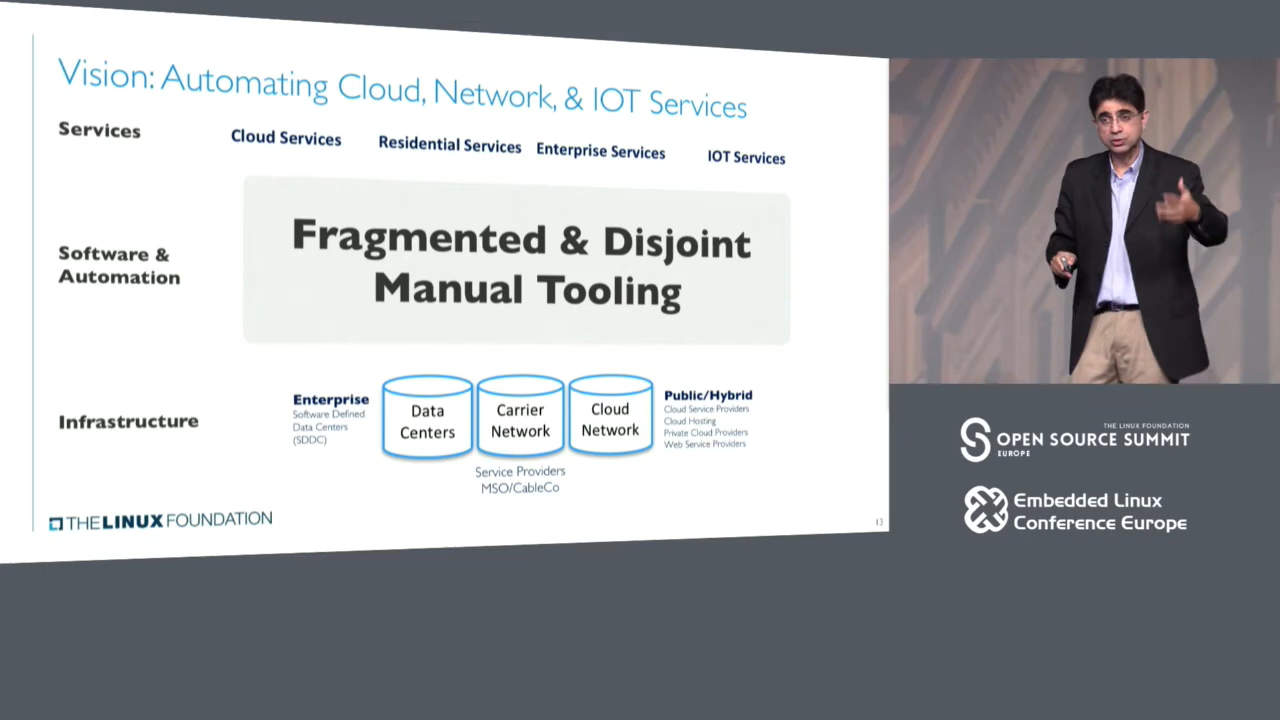 Vision: Automating Cloud, Network, & IOT Services
Services
Cloud Services
Residential Services
Enterprise Services
IOT Services
Software &
Automation
Fragmented & Disjoint
Manual Tooling
Infrastructure
Enterprise
Software Defined
Data Centers
(SDDC)
Data
Centers
Carrier
Network
Cloud
Network
Public/Hybrid
Cloud Service Providers
Cloud Hosting
Private Cloud Providers
Web Service Providers
Service Providers
MSO/CableCo
THE LINUX FOUNDATION
13
THE LINUX FOUNDATION
OPEN SOURCE SUMMIT
EUROPE
Embedded Linux
Conference Europe